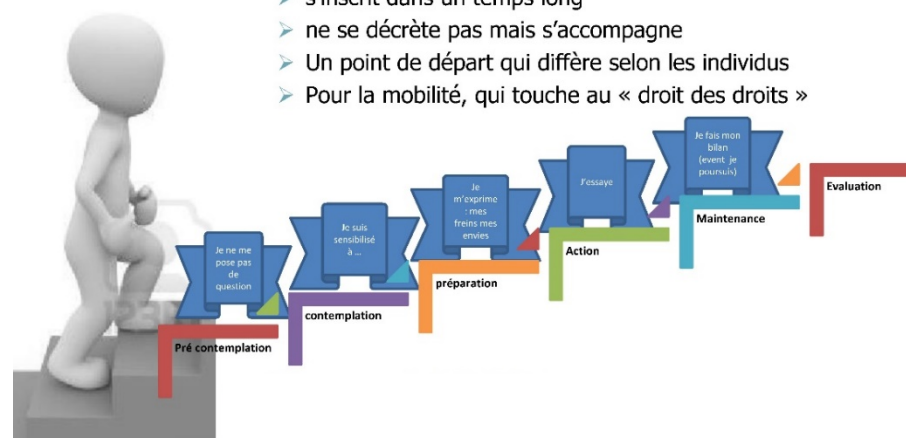 s'inscrit dans un temps long
ne se décrète pas mais s'accompagne
Un point de départ qui diffère selon les individus
Pour la mobilité, qui touche au « droit des droits »
Je ne me
pose pas
de
question
Pré contemplation
Je suis
sensibilisé
à ...
contemplation
Je
m'exprime
: mes
freins mes
envies
préparation
J'essaye
Action
Je fais mon
bilan
(event je
poursuis)
Maintenance
Evaluation